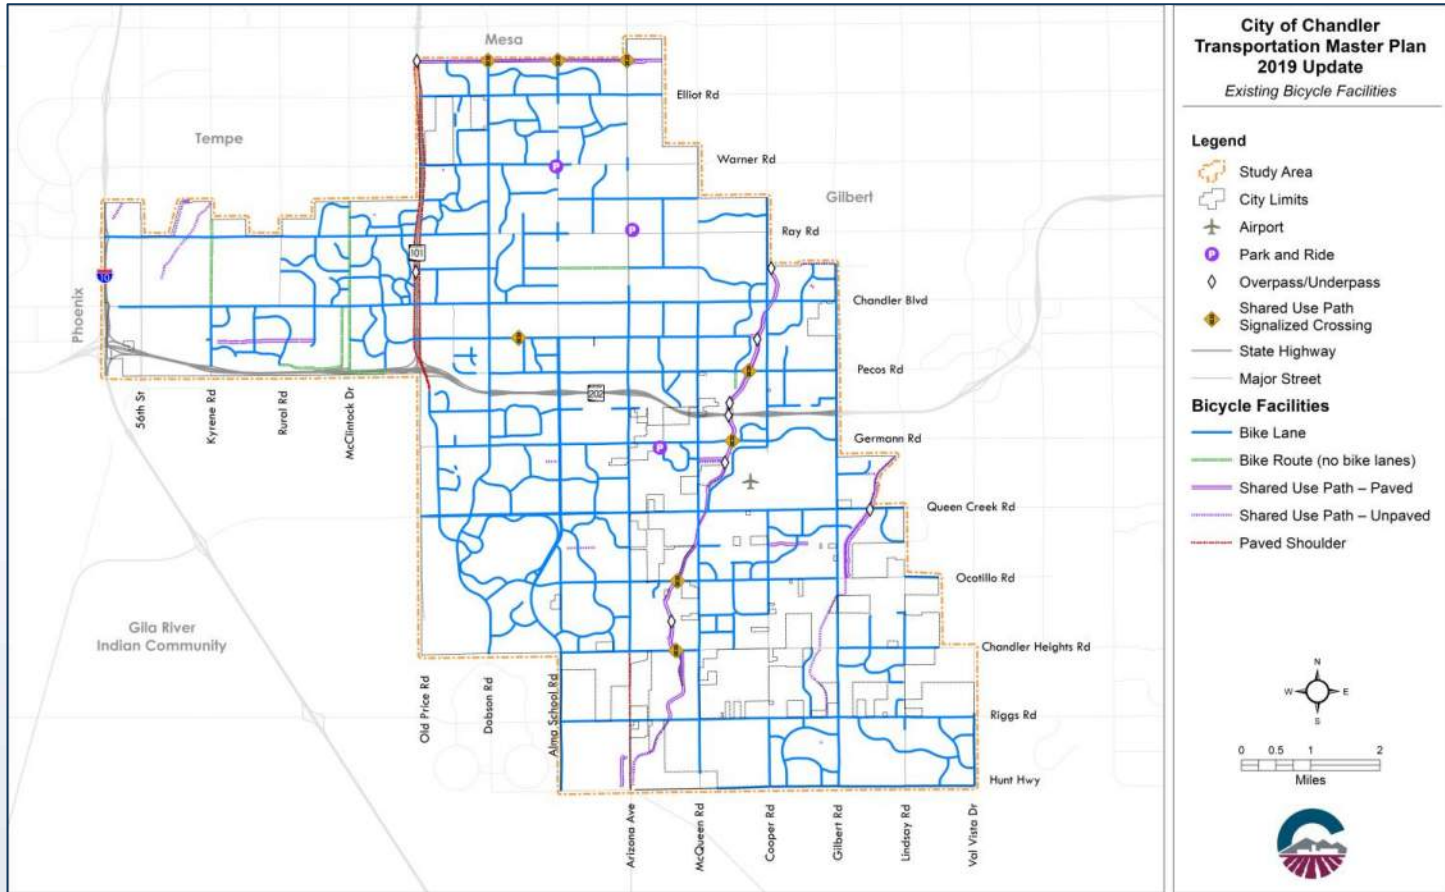 City of Chandler
Transportation Master Plan
2019 Update
Existing Bicycle Facilities
Legend
Study Area
City Limits
Airport
P
Park and Ride
Overpass/Underpass
Shared Use Path
Signalized Crossing
State Highway
Major Street
Bicycle Facilities
Bike Lane
Bike Route (no bike lanes)
Shared Use Path – Paved
Shared Use Path – Unpaved
Paved Shoulder
N
W
E
S
0
0.5
1
2
Miles
Mesa
Tempe
Gilbert
Phoenix
Gila River
Indian Community
Elliot Rd
Warner Rd
Ray Rd
Chandler Blvd
Pecos Rd
Germann Rd
Queen Creek Rd
Ocotillo Rd
Chandler Heights Rd
Riggs Rd
Hunt Hwy
56th St
Kyrene Rd
Rural Rd
McClintock Dr
Old Price Rd
Dobson Rd
Alma School Rd
Arizona Ave
McQueen Rd
Cooper Rd
Gilbert Rd
Lindsay Rd
Val Vista Dr
10
101
202
P
P
P